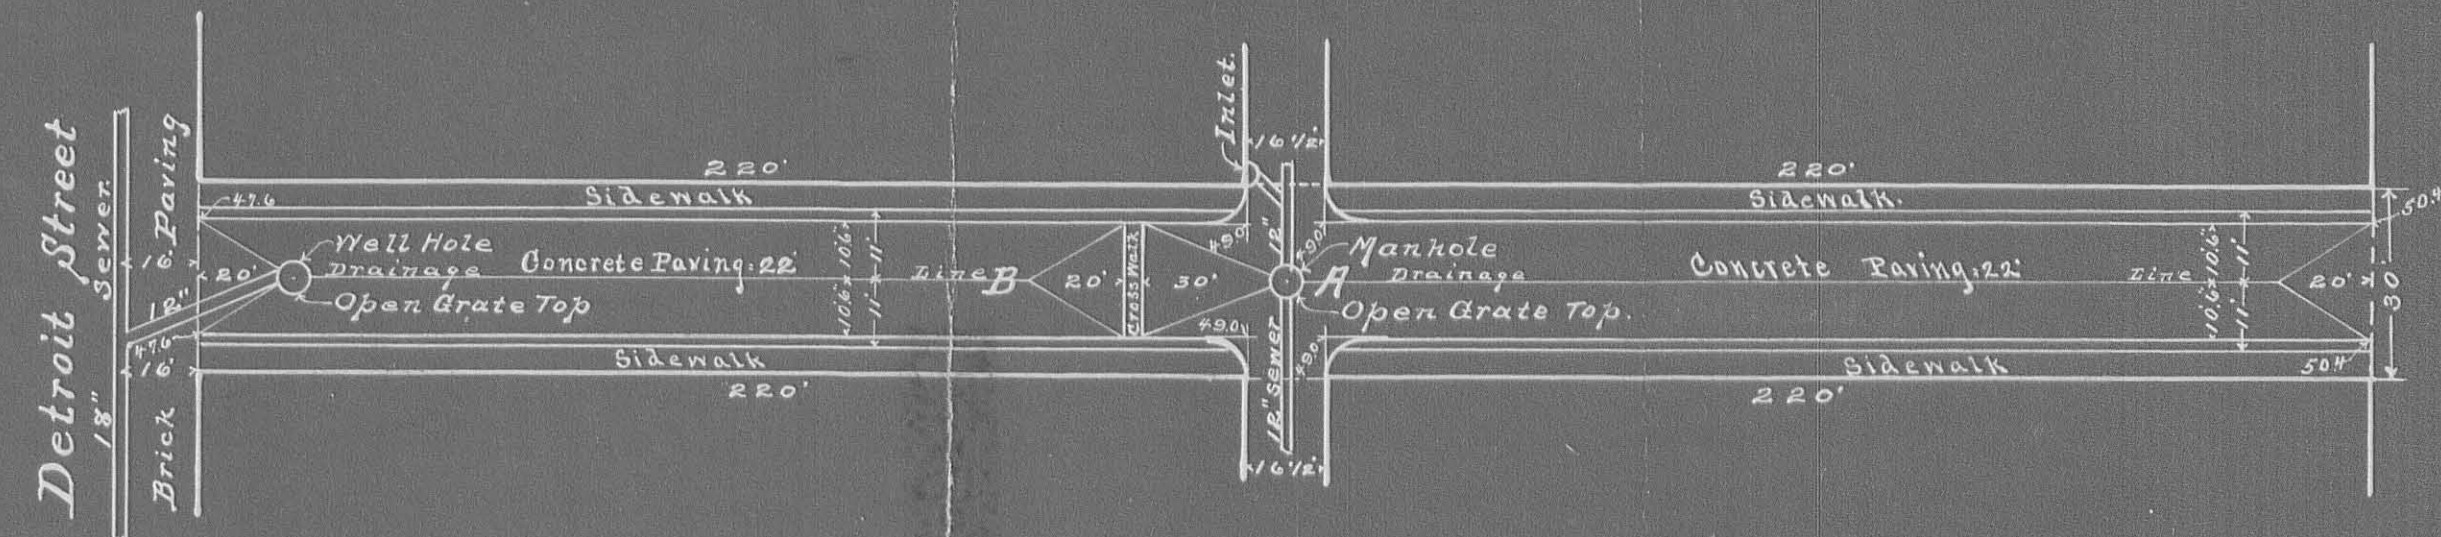 Detroit Street
18" Sewer.
Brick Paving
16'
16'
12"
47.6
47.6
20'
Well Hole
Drainage
Open Grate Top
220'
Sidewalk
Concrete Paving: 22'
10.6' 10.6'
11' 11'
Line B
20'
Cross Walk
30'
Sidewalk
220'
Inlet.
16 1/2'
12"
49.0
49.0
49.0
49.0
12" Sewer
16 1/2'
Manhole
A Drainage
Open Grate Top.
220'
Sidewalk.
Concrete Paving: 22'
Line
10.6' 10.6'
11' 11'
20'
30'
50.4
50.4
Sidewalk
220'